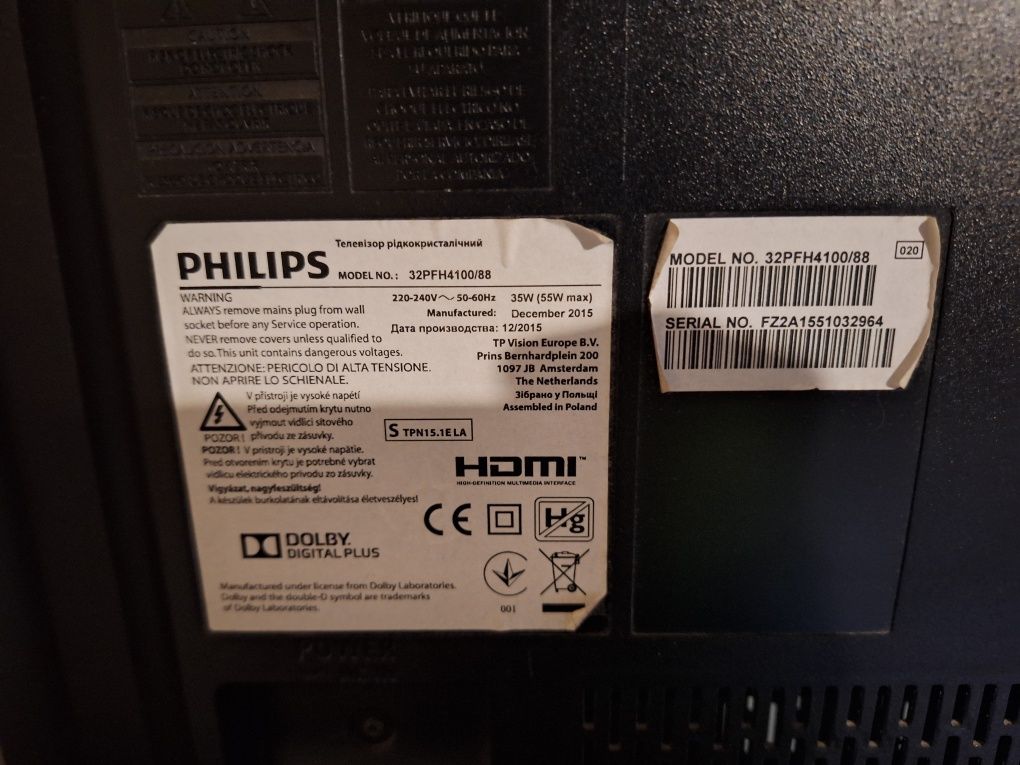 CAUTION
ATTENTION
Телевізор рідкокристалічний
PHILIPS MODEL NO.: 32PFH4100/88
WARNING
ALWAYS remove mains plug from wall
socket before any Service operation.
NEVER remove covers unless qualified to
do so. This unit contains dangerous voltages.
220-240V ~ 50-60Hz 35W (55W max)
Manufactured: December 2015
Дата производства: 12/2015
TP Vision Europe B.V.
Prins Bernhardplein 200
1097 JB Amsterdam
The Netherlands
Зібрано у Польщі
Assembled in Poland
ATTENZIONE: PERICOLO DI ALTA TENSIONE.
NON APRIRE LO SCHIENALE.
V přístroji je vysoké napětí
Před odejmutím krytu nutno
vyjmout vidlici síťového
POZOR! přívodu ze zásuvky.
POZOR! V prístroji je vysoké napätie.
Pred otvorením krytu je potrebné vybrat
vidlicu elektrického prívodu zo zásuvky.
Vigyázat, nagyfeszültség!
A készülék burkolatának eltávolítása életveszélyes!
S TPN15.1E LA
HDMI™
HIGH-DEFINITION MULTIMEDIA INTERFACE
CE
Hg
DOLBY.
DIGITAL PLUS
001
Manufactured under license from Dolby Laboratories.
Dolby and the double-D symbol are trademarks
of Dolby Laboratories.
020
MODEL NO. 32PFH4100/88
SERIAL NO. FZ2A1551032964
POWER